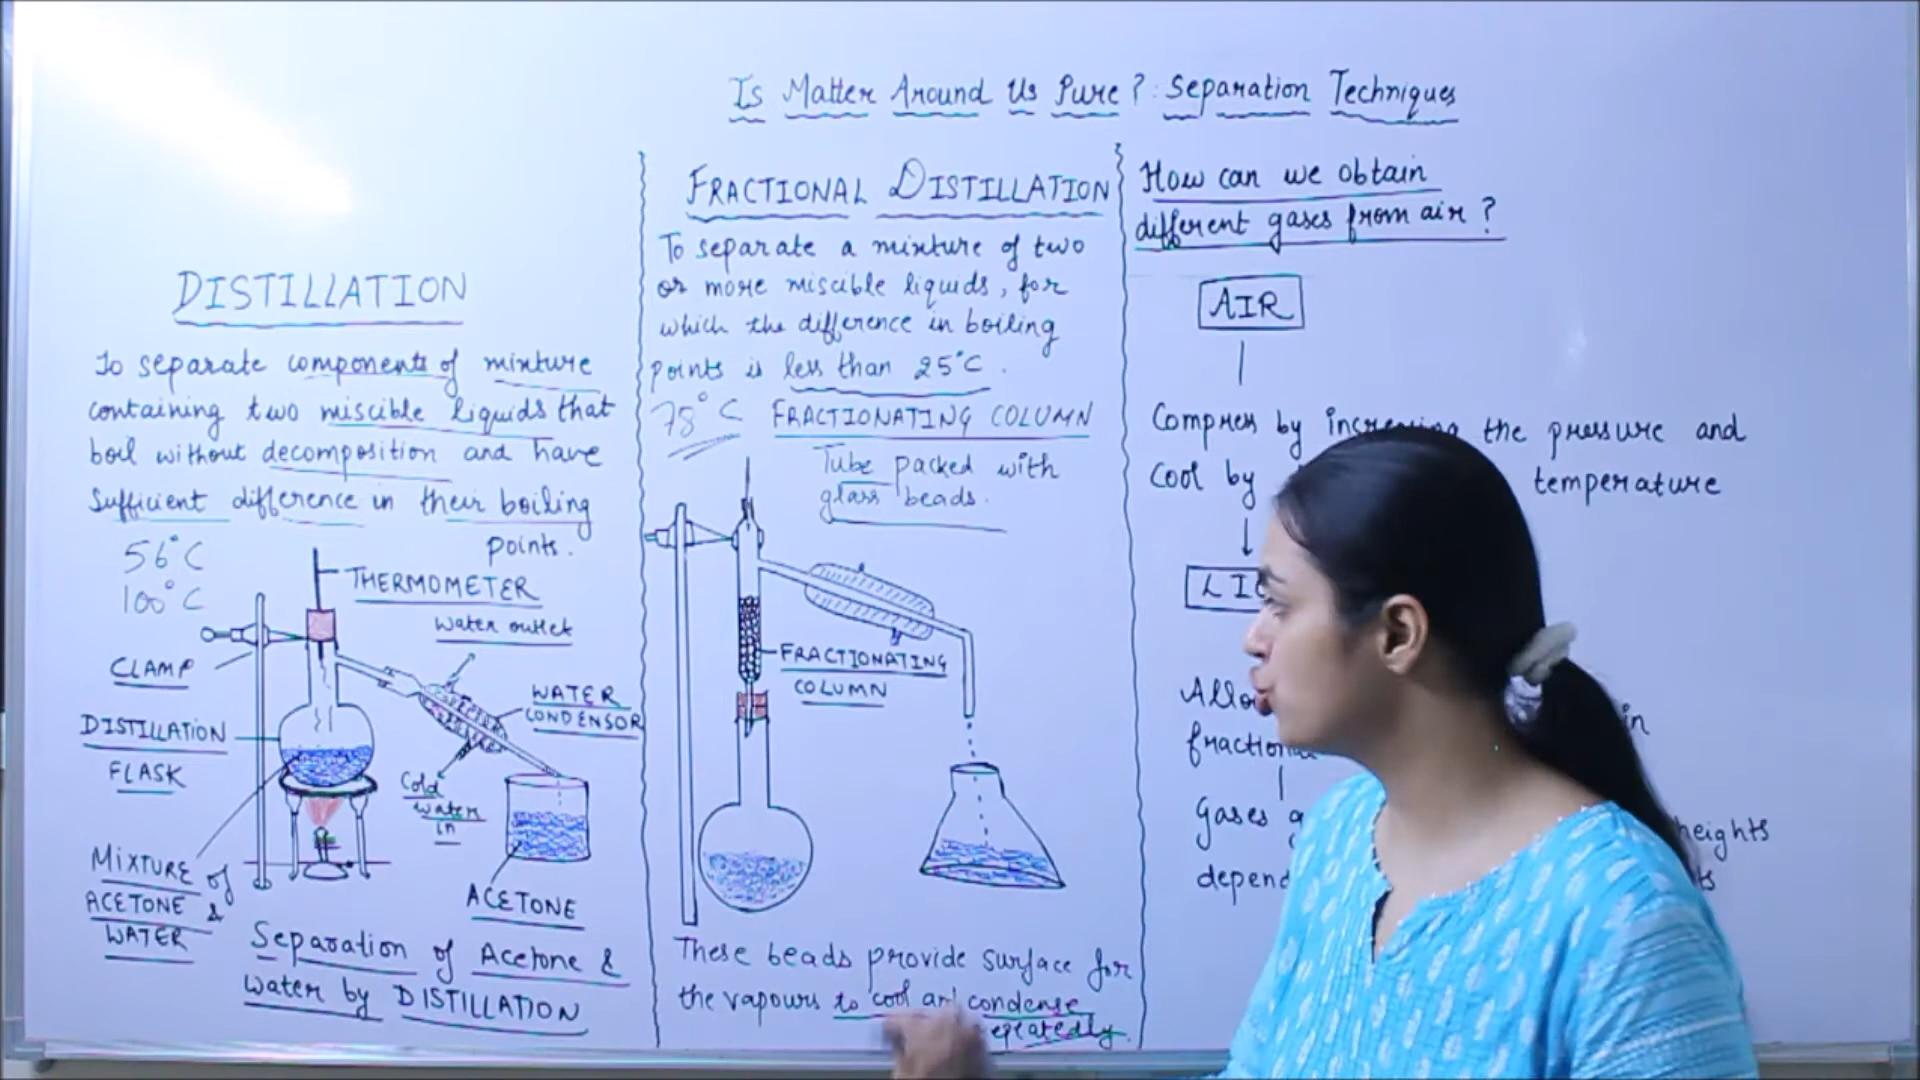 Is Matter Around Us Pure? : Separation Techniques
DISTILLATION
To separate components of mixture
containing two miscible liquids that
boil without decomposition and have
sufficient difference in their boiling
points.
56°C
100°C
THERMOMETER
Water outlet
CLAMP
WATER
CONDENSOR
DISTILLATION
FLASK
Cold
water
in
MIXTURE of
ACETONE &
WATER
ACETONE
Separation of Acetone &
Water by DISTILLATION
FRACTIONAL DISTILLATION
To separate a mixture of two
or more miscible liquids, for
which the difference in boiling
points is less than 25°C.
78°C
FRACTIONATING COLUMN
Tube packed with
glass beads.
FRACTIONATING
COLUMN
These beads provide surface for
the vapours to cool and condense
How can we obtain
different gases from air?
AIR
Compress by the pressure and
Cool by temperature
in
Gases heights